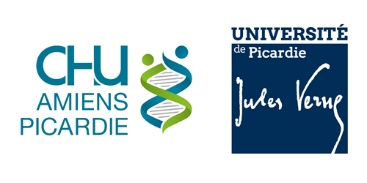 CHU
AMIENS
PICARDIE
UNIVERSITÉ
de Picardie
Jules Verne